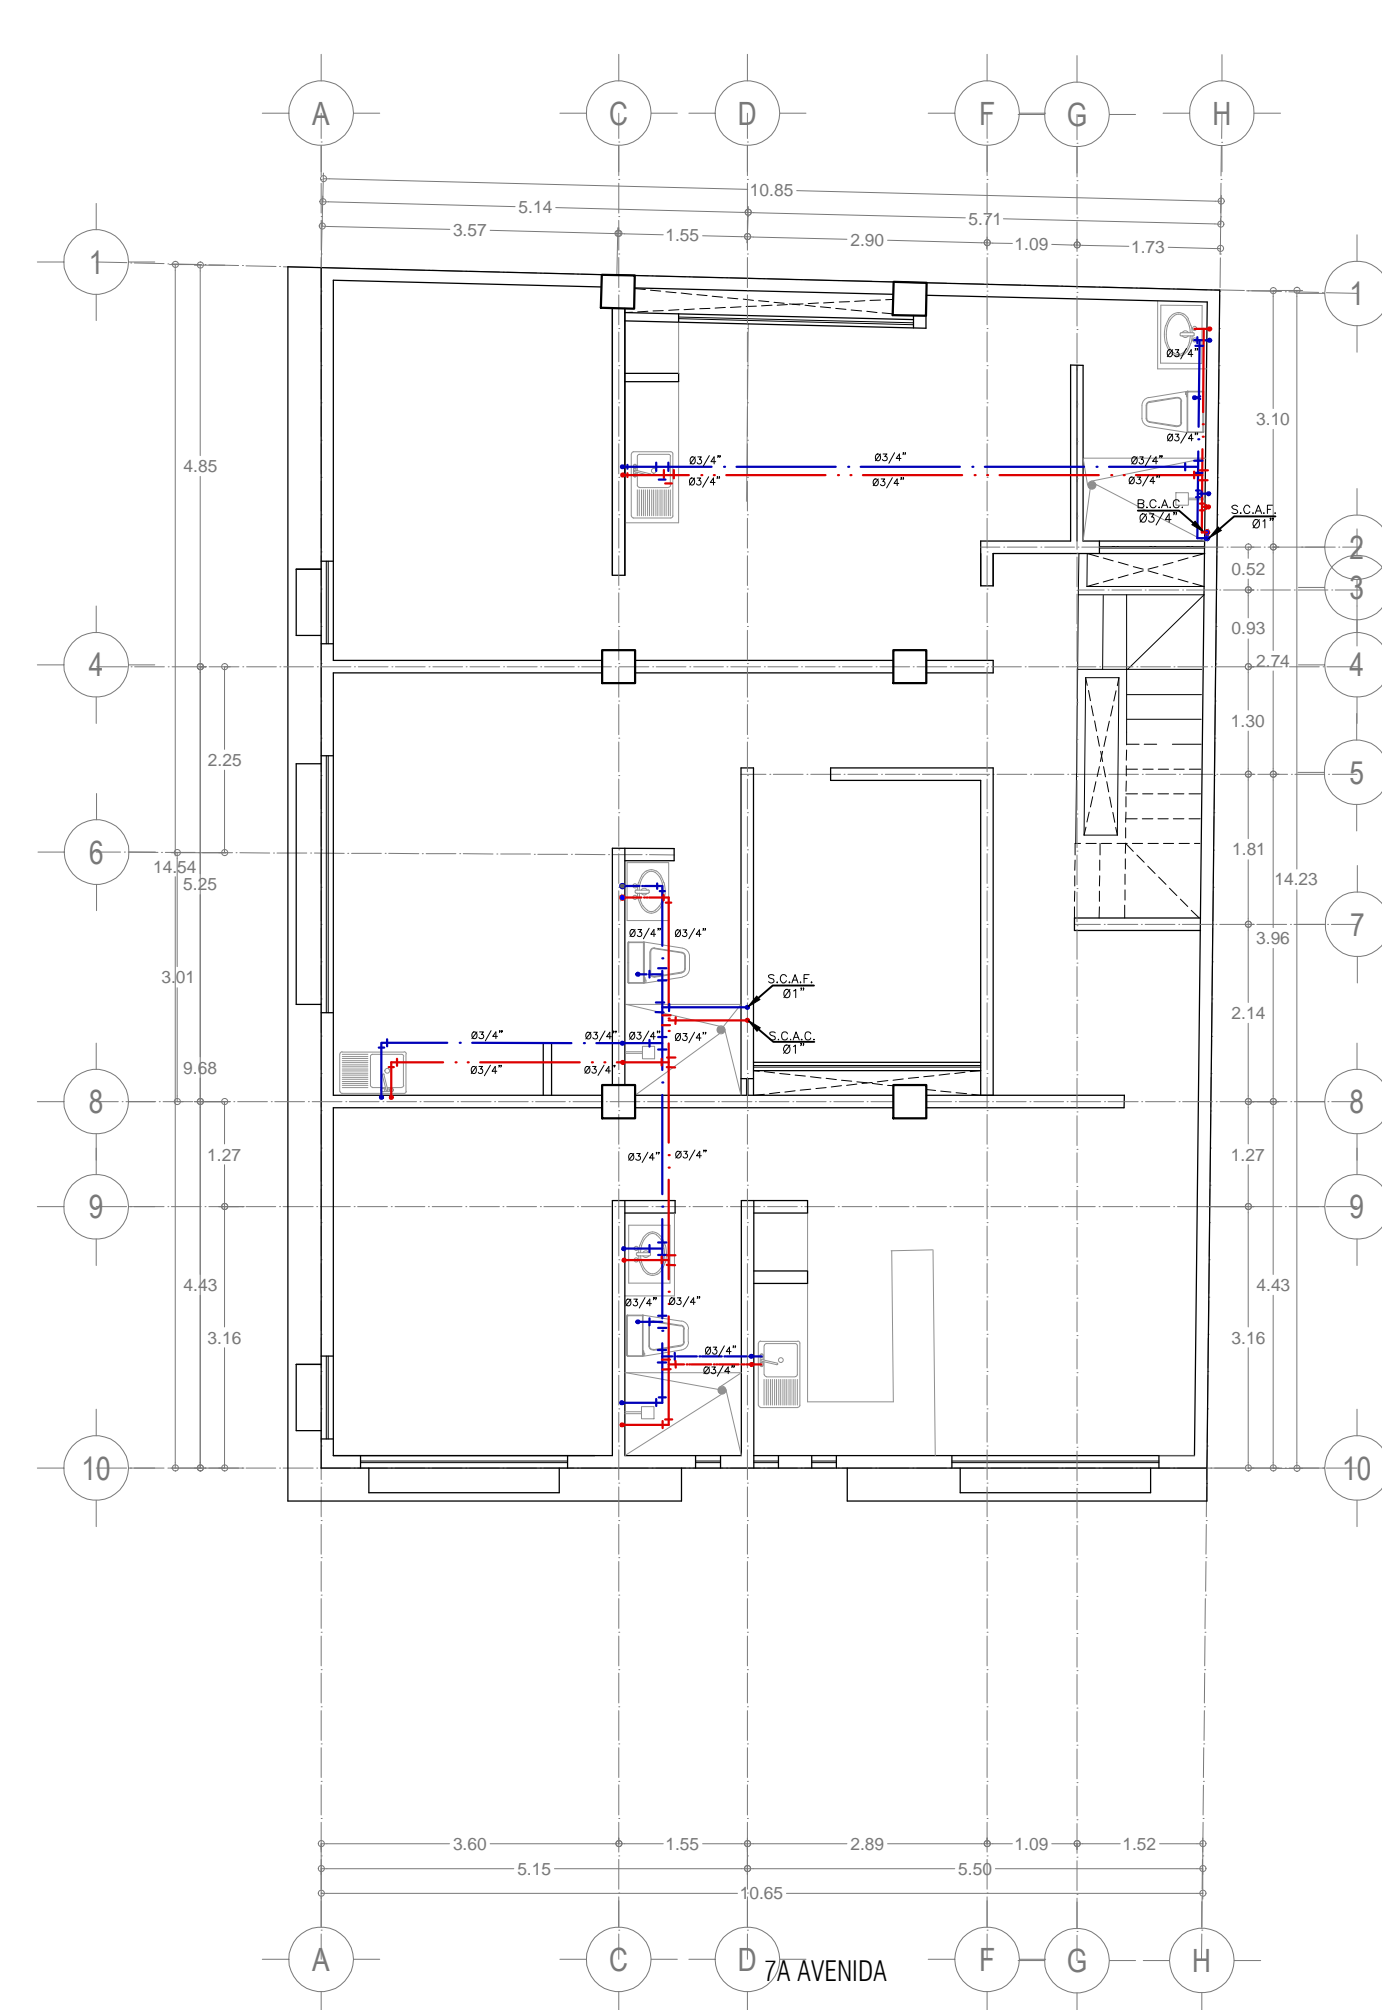 A C D F G H
10.85
5.14 5.71
3.57 1.55 2.90 1.09 1.73
1 1
Ø3/4"
3.10
4.85
Ø3/4"
Ø3/4" Ø3/4" Ø3/4"
Ø3/4" Ø3/4" Ø3/4"
B.C.A.C.
Ø3/4"
S.C.A.F.
Ø1"
2
0.52
3
0.93
4 2.74 4
1.30
2.25
5
6
1.81
14.54
5.25
14.23
7
Ø3/4" Ø3/4"
3.96
3.01
S.C.A.F.
Ø1"
2.14
Ø3/4" Ø3/4" Ø3/4" Ø3/4"
S.C.A.C.
Ø1"
9.68
Ø3/4" Ø3/4"
8 8
1.27 Ø3/4" Ø3/4" 1.27
9 9
4.43 4.43
Ø3/4" Ø3/4"
3.16 3.16
Ø3/4"
Ø3/4"
10 10
3.60 1.55 2.89 1.09 1.52
5.15 5.50
10.65
A C D F G H
7A AVENIDA